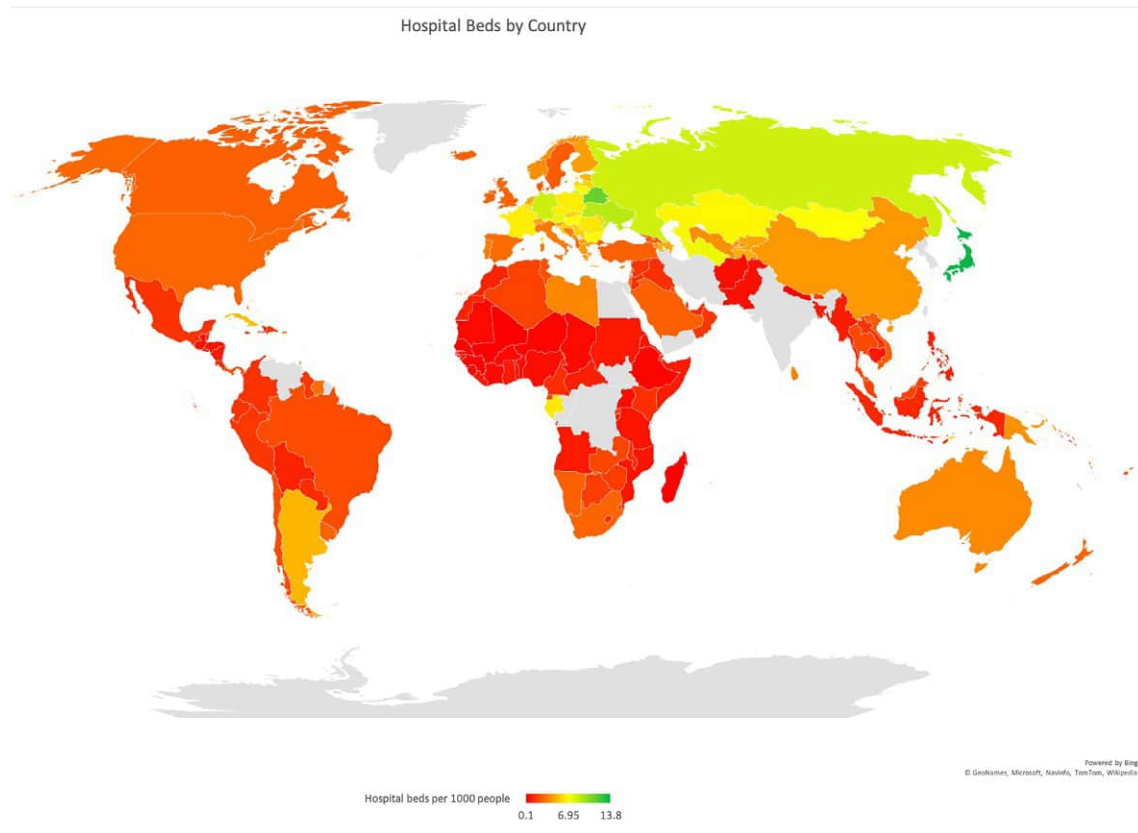 Hospital Beds by Country
Powered by Bing
© GeoNames, Microsoft, Navinfo, TomTom, Wikipedia
Hospital beds per 1000 people
0.1 6.95 13.8